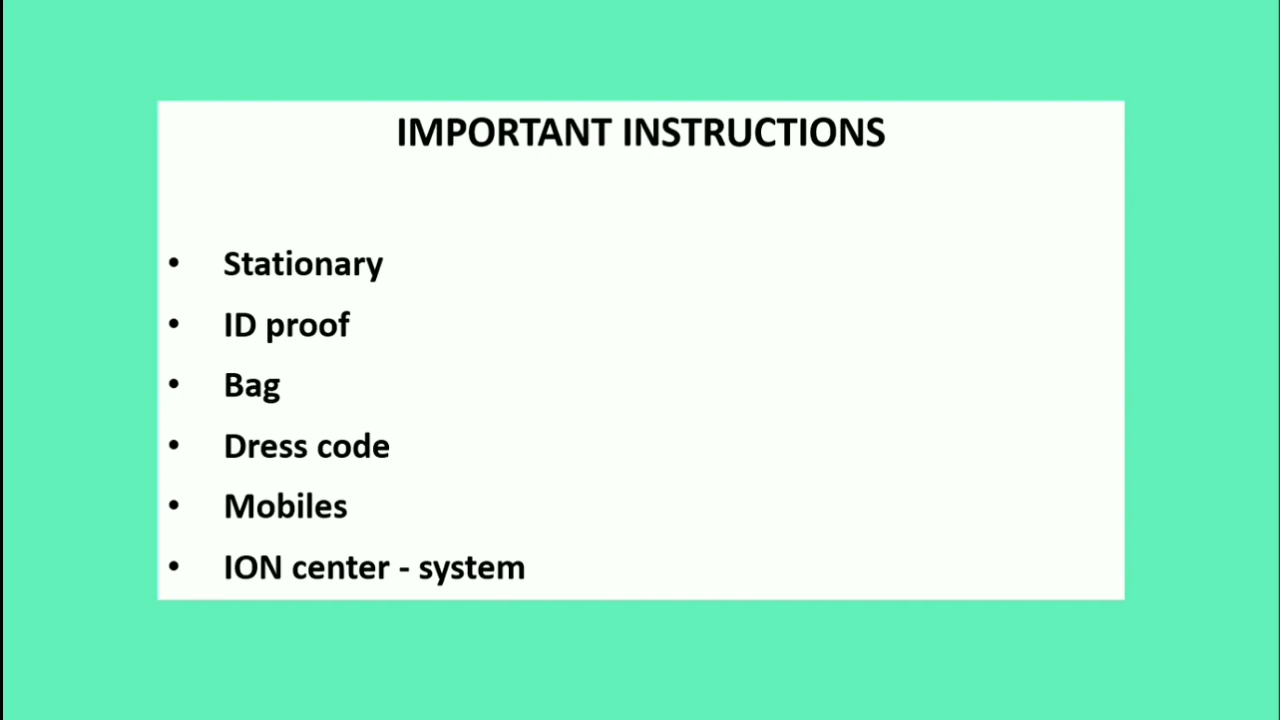 IMPORTANT INSTRUCTIONS
• Stationary
• ID proof
• Bag
• Dress code
• Mobiles
• ION center - system